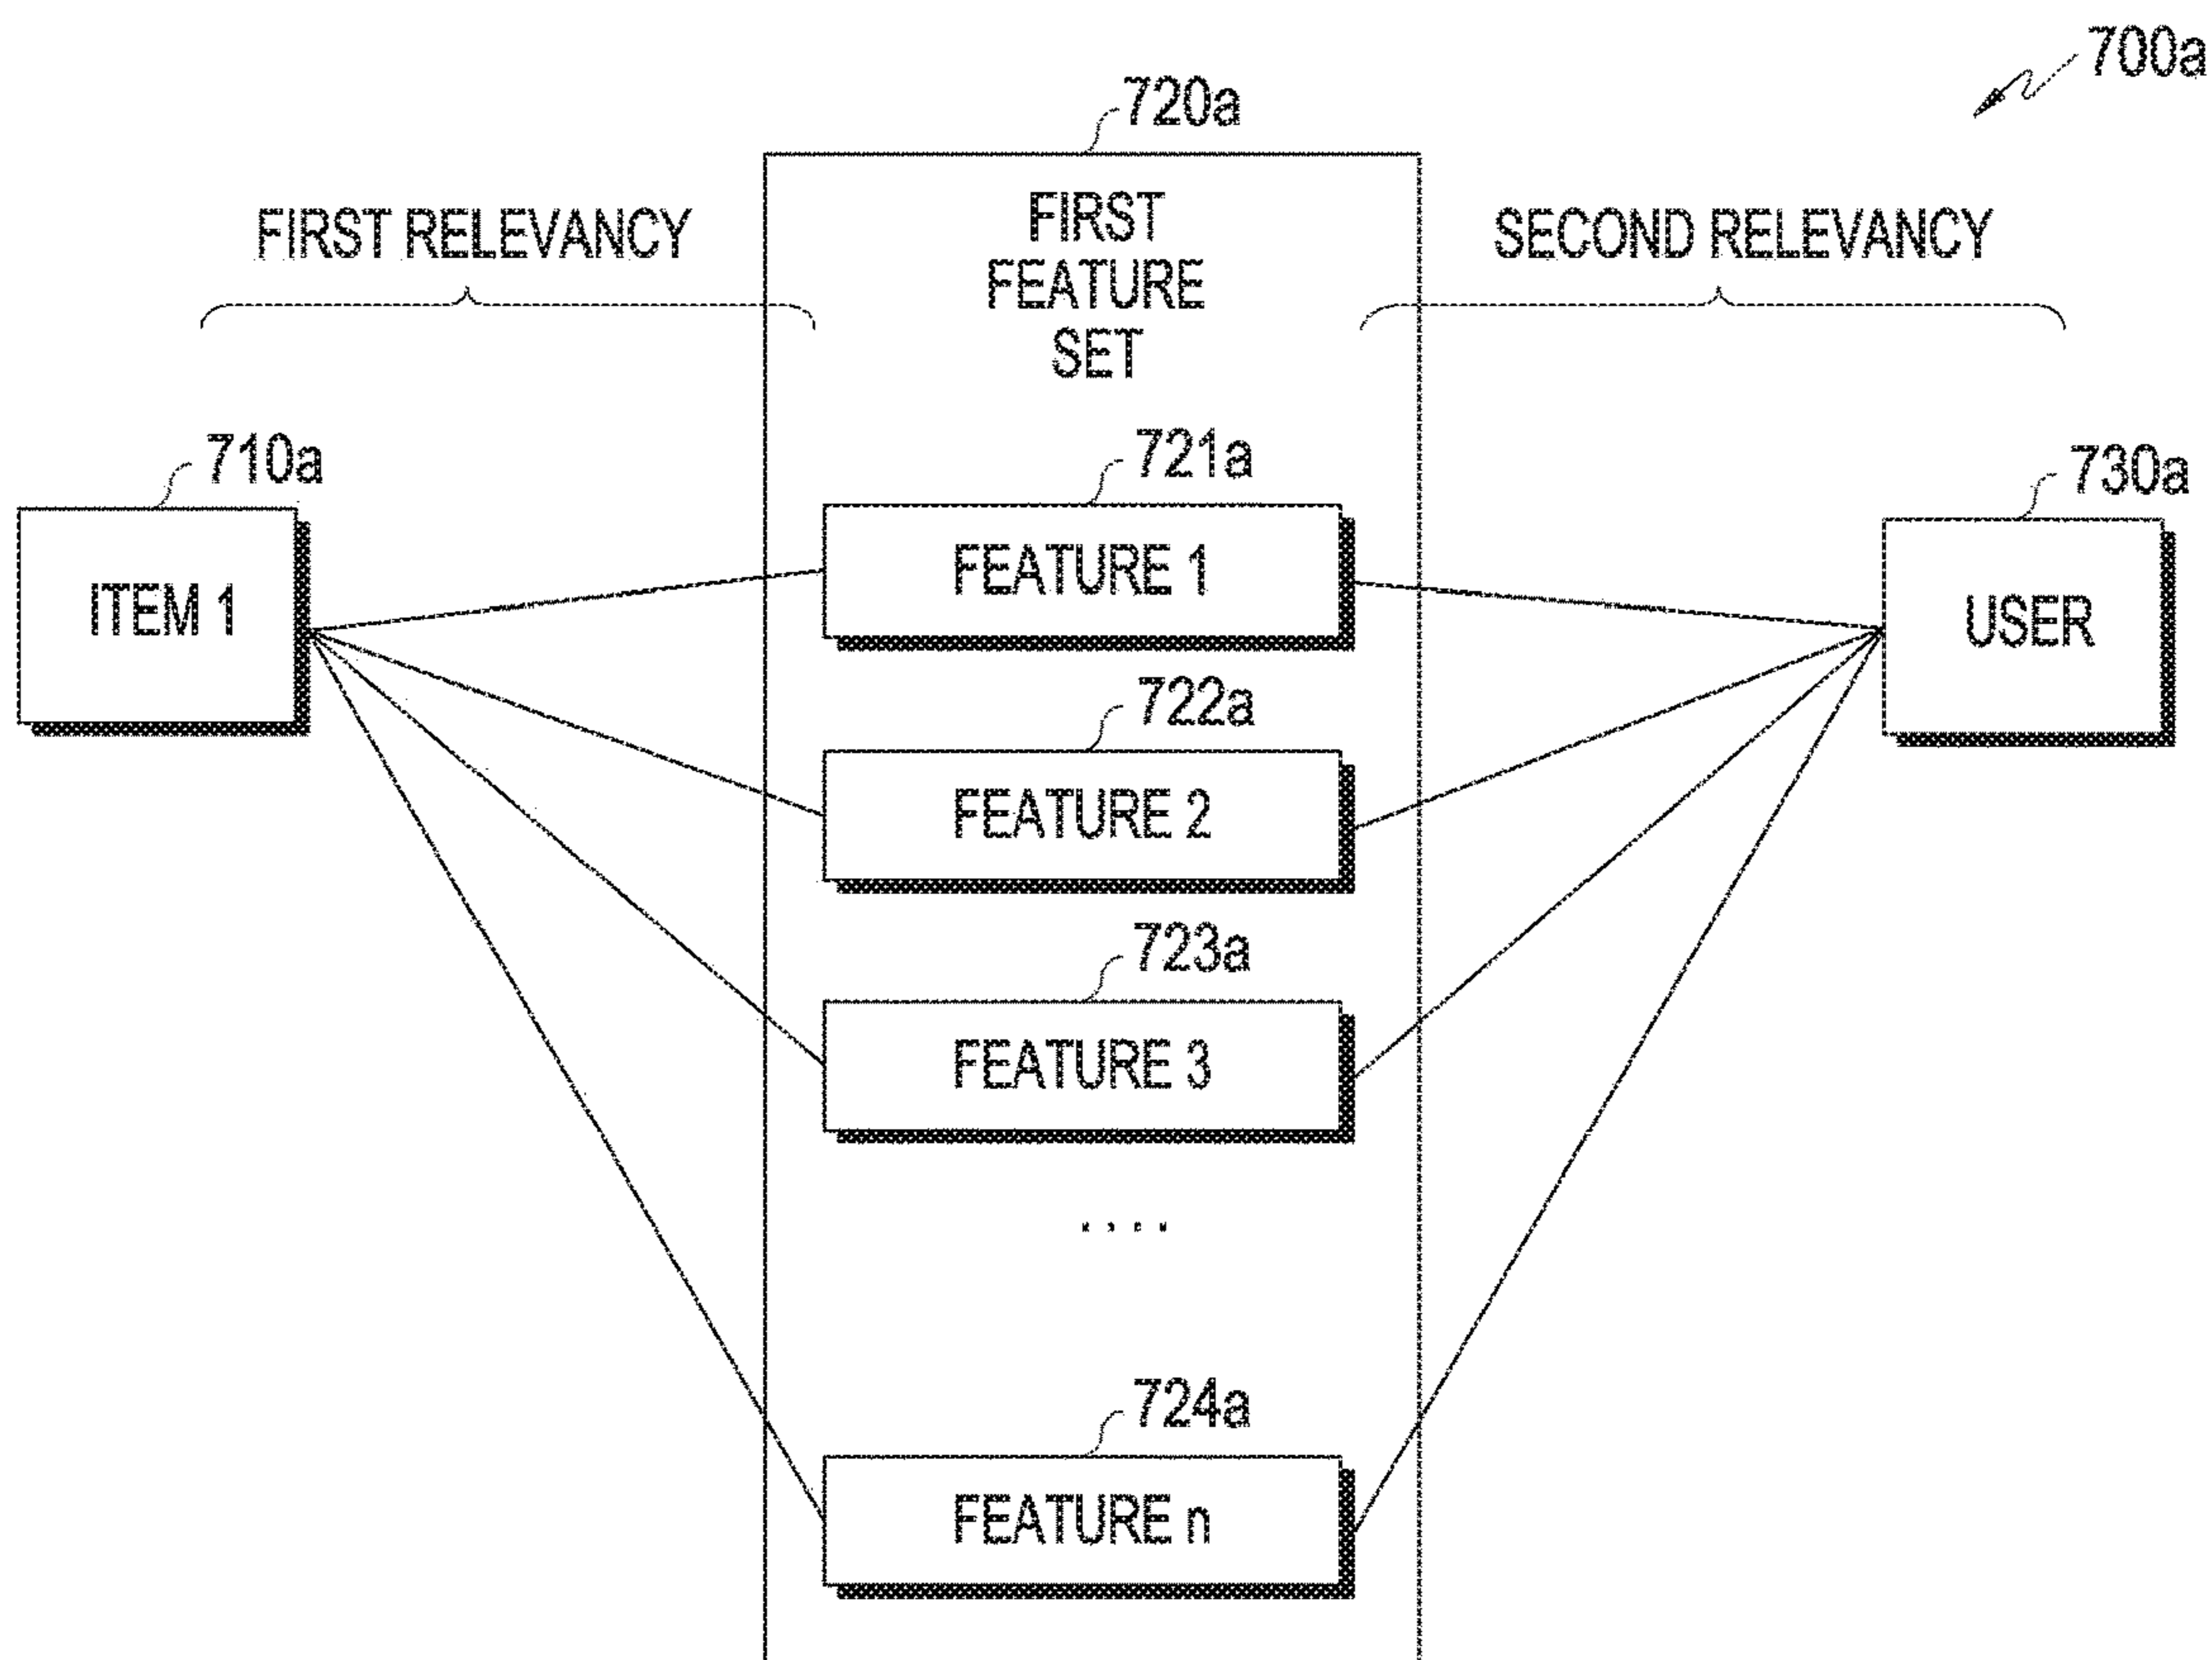 700a
720a
FIRST RELEVANCY
FIRST
FEATURE
SET
SECOND RELEVANCY
710a
721a
730a
ITEM 1
FEATURE 1
USER
722a
FEATURE 2
723a
FEATURE 3
....
724a
FEATURE n